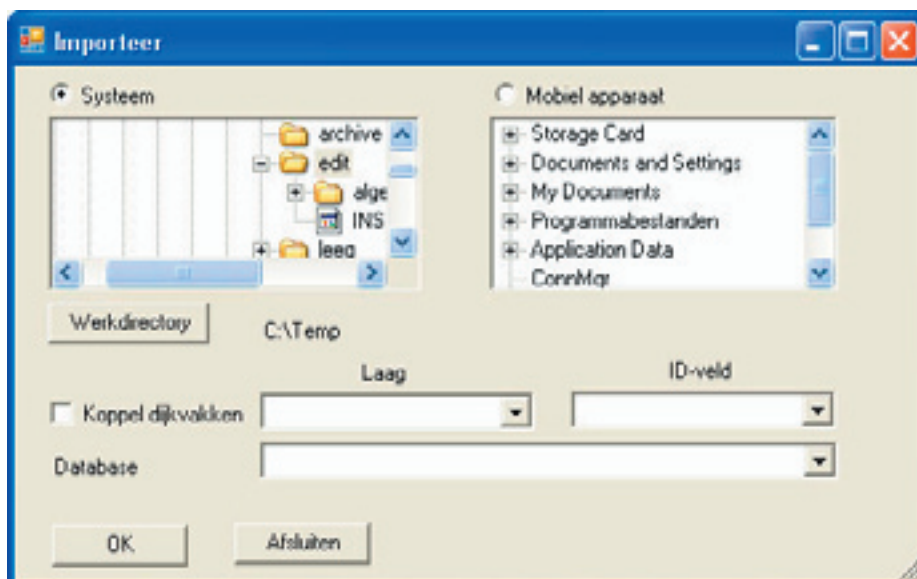 Importeer
Systeem
Mobiel apparaat
archive
edit
alge
INS
leeg
Storage Card
Documents and Settings
My Documents
Programmabestanden
Application Data
ConnMgr
Werkdirectory
C:\Temp
Laag
ID-veld
Koppel dijkvakken
Database
OK
Afsluiten